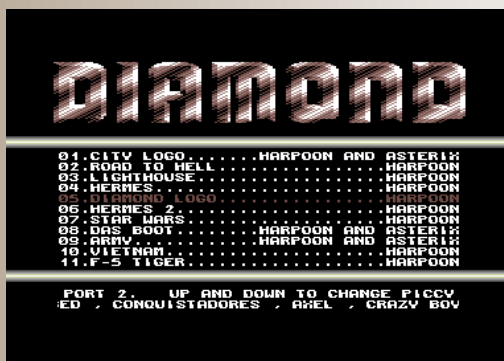 DIAMOND
01.CITY LOGO.......HARPOON AND ASTERIX
02.ROAD TO HELL................HARPOON
03.LIGHTHOUSE..................HARPOON
04.HERMES......................HARPOON
05.DIAMOND LOGO................HARPOON
06.HERMES 2....................HARPOON
07.STAR WARS...................HARPOON
08.DAS BOOT........HARPOON AND ASTERIX
09.ARMY............HARPOON AND ASTERIX
10.VIETNAM.....................HARPOON
11.F-5 TIGER...................HARPOON
PORT 2. UP AND DOWN TO CHANGE PICCY
, CONQUISTADORES , AXEL , CRAZY BOY